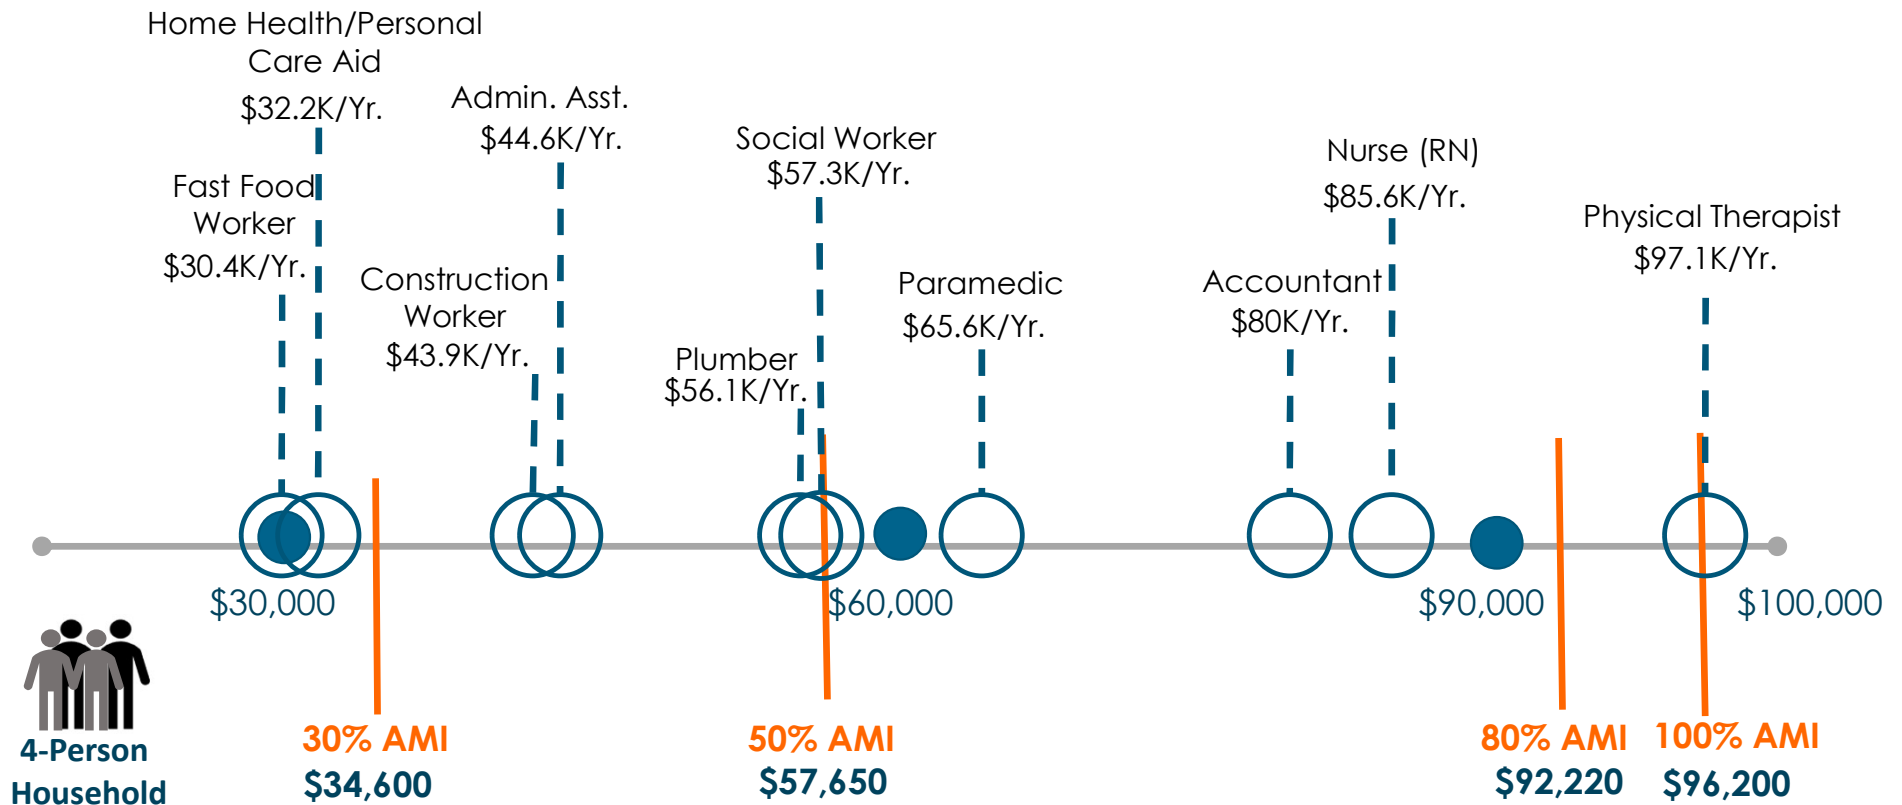 Home Health/Personal
Care Aid
$32.2K/Yr.
Fast Food
Worker
$30.4K/Yr.
Construction
Worker
$43.9K/Yr.
Admin. Asst.
$44.6K/Yr.
Plumber
$56.1K/Yr.
Social Worker
$57.3K/Yr.
Paramedic
$65.6K/Yr.
Accountant
$80K/Yr.
Nurse (RN)
$85.6K/Yr.
Physical Therapist
$97.1K/Yr.
$30,000
$60,000
$90,000
$100,000
4-Person
Household
30% AMI
$34,600
50% AMI
$57,650
80% AMI
$92,220
100% AMI
$96,200